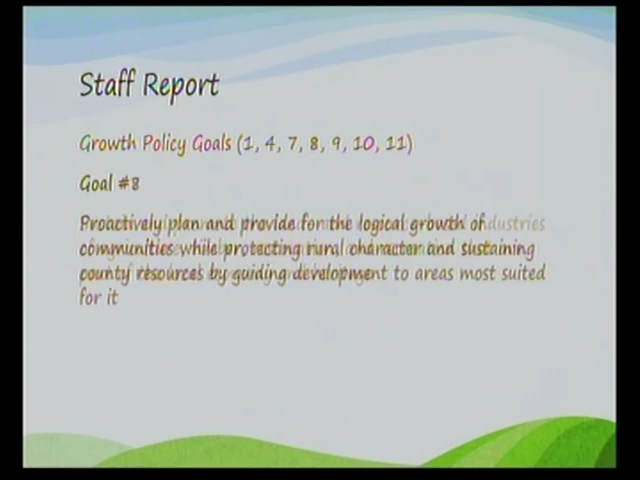 Staff Report
Growth Policy Goals (1, 4, 7, 8, 9, 10, 11)
Goal #8
Proactively plan and provide for the logical growth of
communities while protecting rural character and sustaining
county resources by guiding development to areas most suited
for it